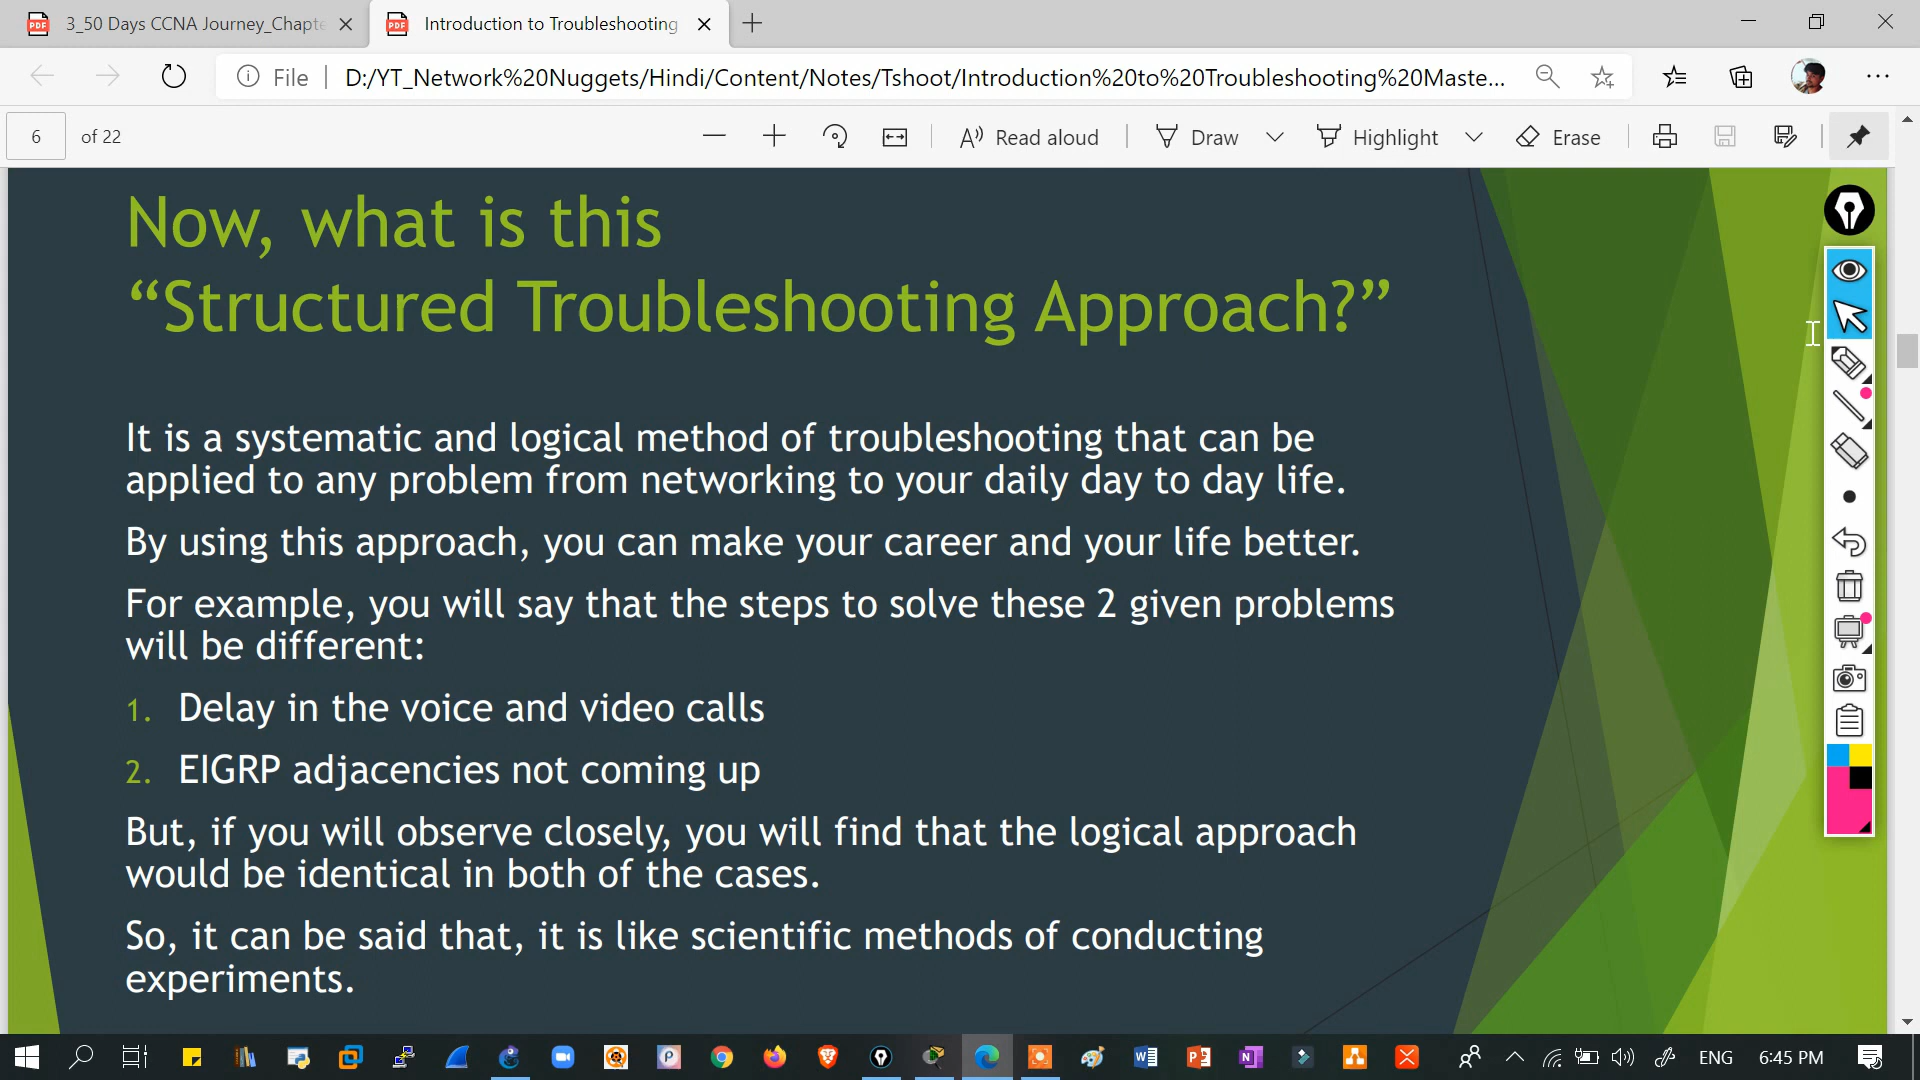 3_50 Days CCNA Journey_Chapte
Introduction to Troubleshooting
File
D:/YT_Network%20Nuggets/Hindi/Content/Notes/Tshoot/Introduction%20to%20Troubleshooting%20Maste...
6 of 22
Read aloud
Draw
Highlight
Erase
Now, what is this
“Structured Troubleshooting Approach?”
It is a systematic and logical method of troubleshooting that can be
applied to any problem from networking to your daily day to day life.
By using this approach, you can make your career and your life better.
For example, you will say that the steps to solve these 2 given problems
will be different:
1. Delay in the voice and video calls
2. EIGRP adjacencies not coming up
But, if you will observe closely, you will find that the logical approach
would be identical in both of the cases.
So, it can be said that, it is like scientific methods of conducting
experiments.
ENG
6:45 PM